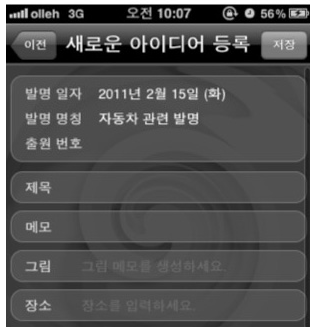 olleh 3G 오전 10:07 56%
이전 새로운 아이디어 등록 저장
발명 일자 2011년 2월 15일 (화)
발명 명칭 자동차 관련 발명
출원 번호
제목
메모
그림 그림 메모를 생성하세요.
장소 장소를 입력하세요.